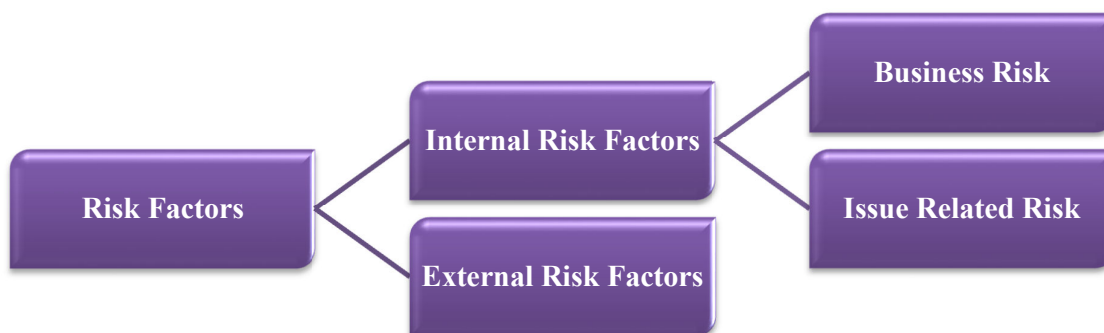 Risk Factors
Internal Risk Factors
Business Risk
Issue Related Risk
External Risk Factors